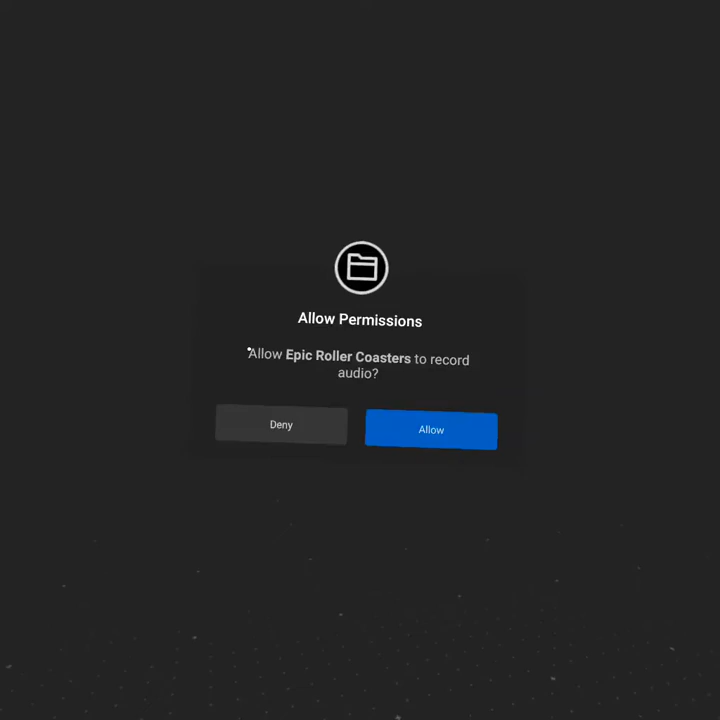 Allow Permissions
Allow Epic Roller Coasters to record
audio?
Deny
Allow